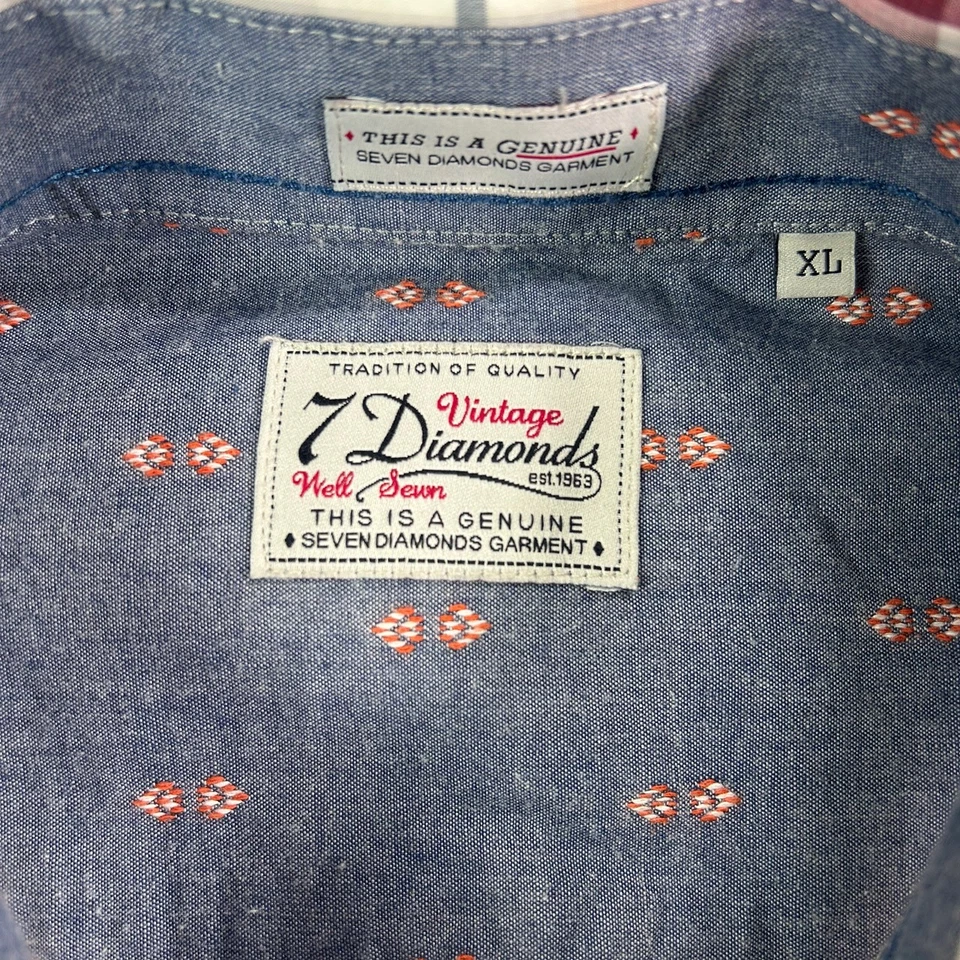 THIS IS A GENUINE
SEVEN DIAMONDS GARMENT
XL
TRADITION OF QUALITY
Vintage
7 Diamonds
est.1963
Well Sewn
THIS IS A GENUINE
SEVEN DIAMONDS GARMENT